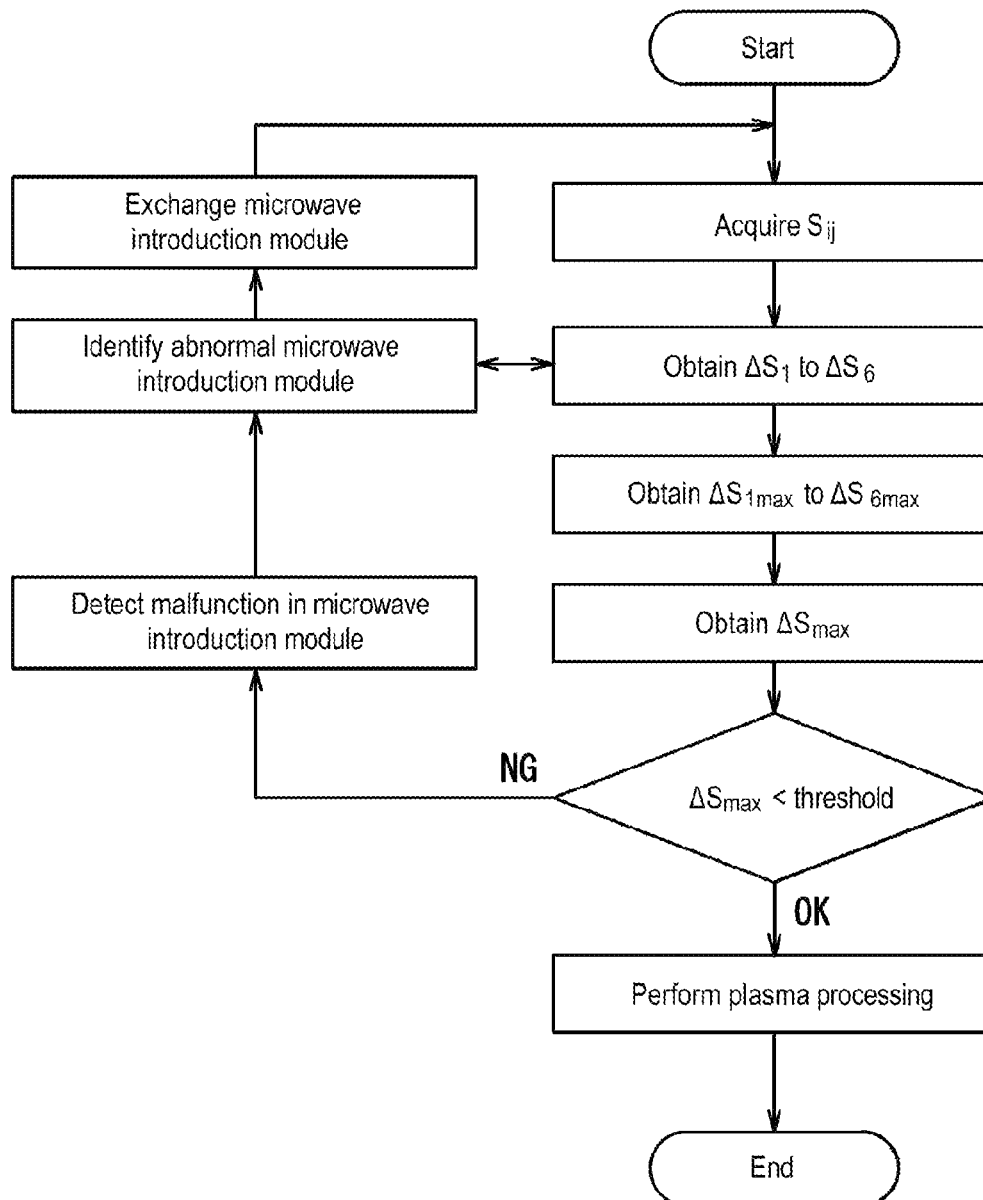 Start
Exchange microwave
introduction module
Acquire Sij
Identify abnormal microwave
introduction module
Obtain ΔS1 to ΔS6
Obtain ΔS1max to ΔS6max
Detect malfunction in microwave
introduction module
Obtain ΔSmax
NG
ΔSmax < threshold
OK
Perform plasma processing
End